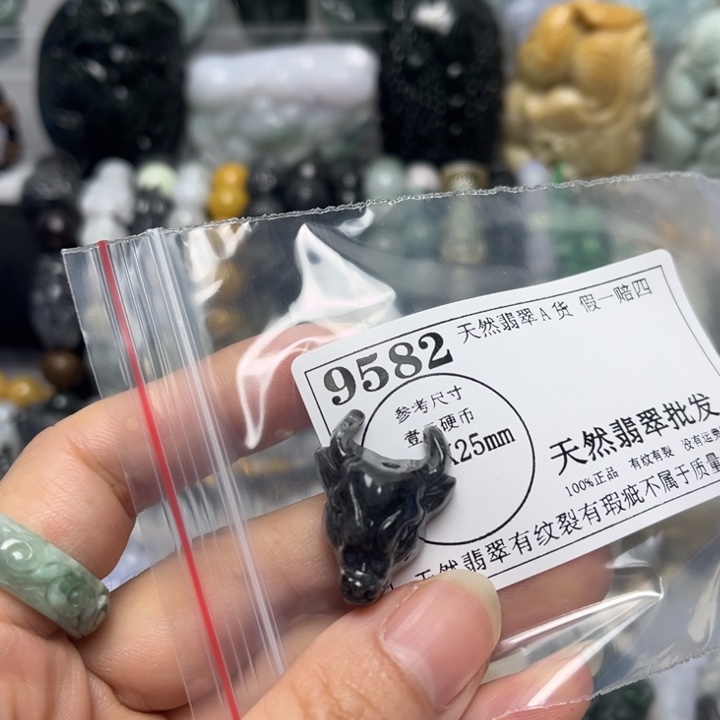 9582
天然翡翠A货 假一赔四
参考尺寸
壹 硬币
25mm
天然翡翠批发
100%正品 有纹有裂 没有运费
天然翡翠有纹裂有瑕疵不属于质量